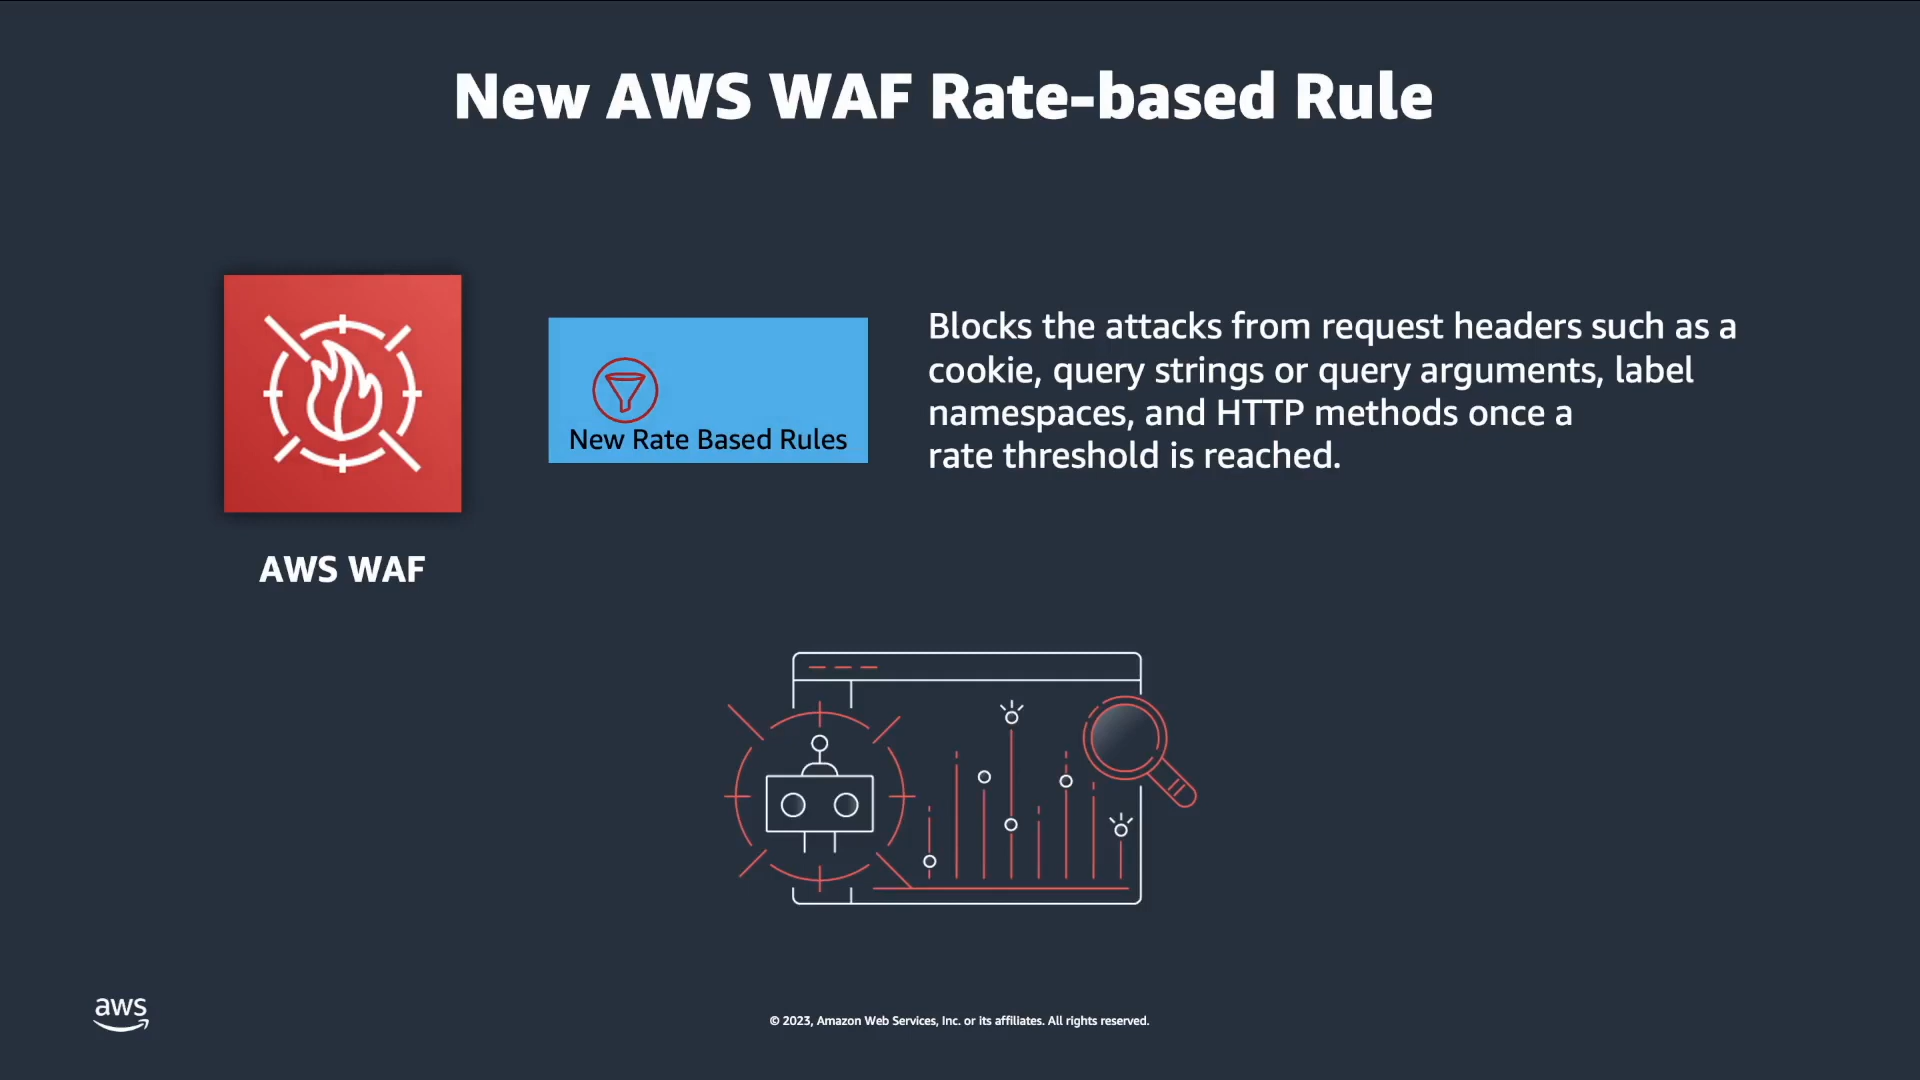 New AWS WAF Rate-based Rule
New Rate Based Rules
Blocks the attacks from request headers such as a
cookie, query strings or query arguments, label
namespaces, and HTTP methods once a
rate threshold is reached.
AWS WAF
aws
© 2023, Amazon Web Services, Inc. or its affiliates. All rights reserved.